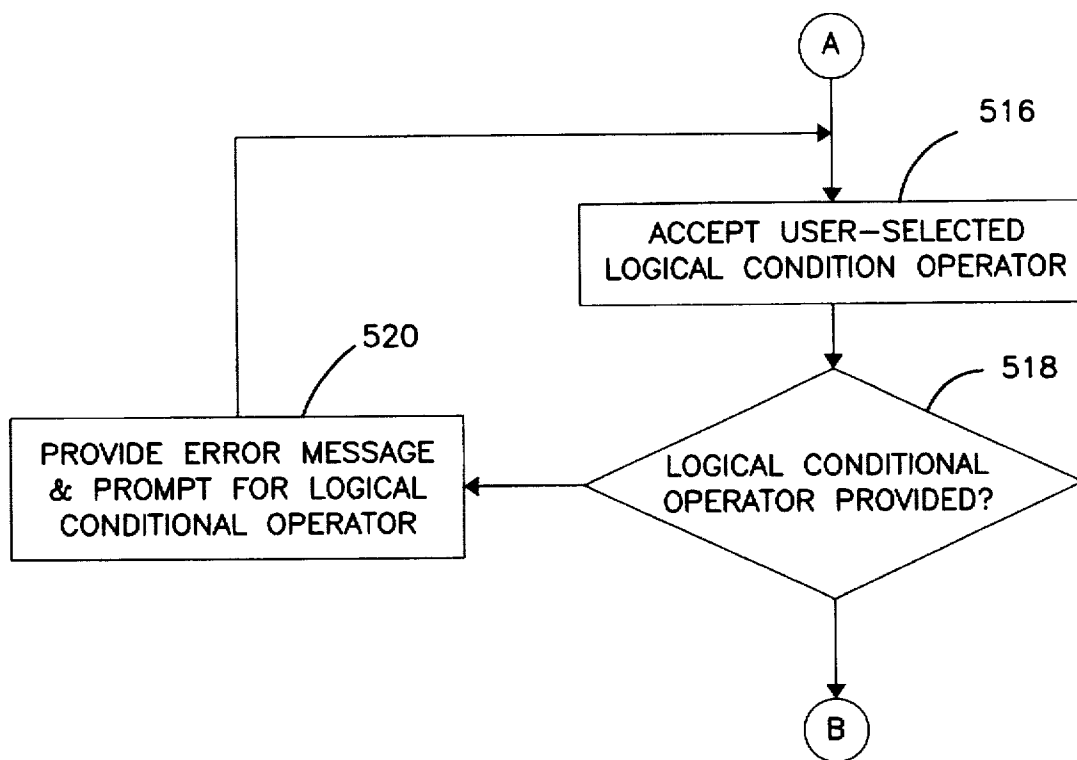 A
516
ACCEPT USER-SELECTED
LOGICAL CONDITION OPERATOR
520
518
PROVIDE ERROR MESSAGE
& PROMPT FOR LOGICAL
CONDITIONAL OPERATOR
LOGICAL CONDITIONAL
OPERATOR PROVIDED?
B